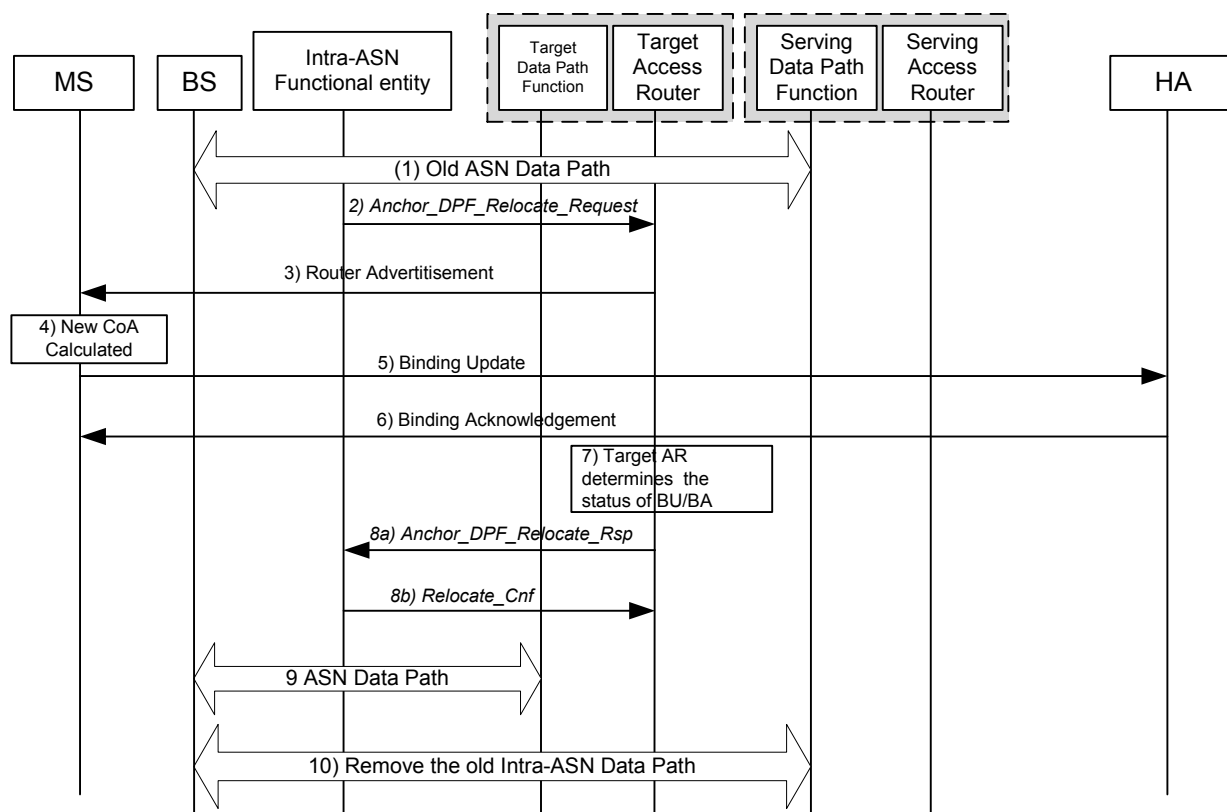 MS
BS
Intra-ASN
Functional entity
Target
Data Path
Function
Target
Access
Router
Serving
Data Path
Function
Serving
Access
Router
HA
(1) Old ASN Data Path
2) Anchor_DPF_Relocate_Request
3) Router Advertitisement
4) New CoA
Calculated
5) Binding Update
6) Binding Acknowledgement
7) Target AR
determines the
status of BU/BA
8a) Anchor_DPF_Relocate_Rsp
8b) Relocate_Cnf
9 ASN Data Path
10) Remove the old Intra-ASN Data Path